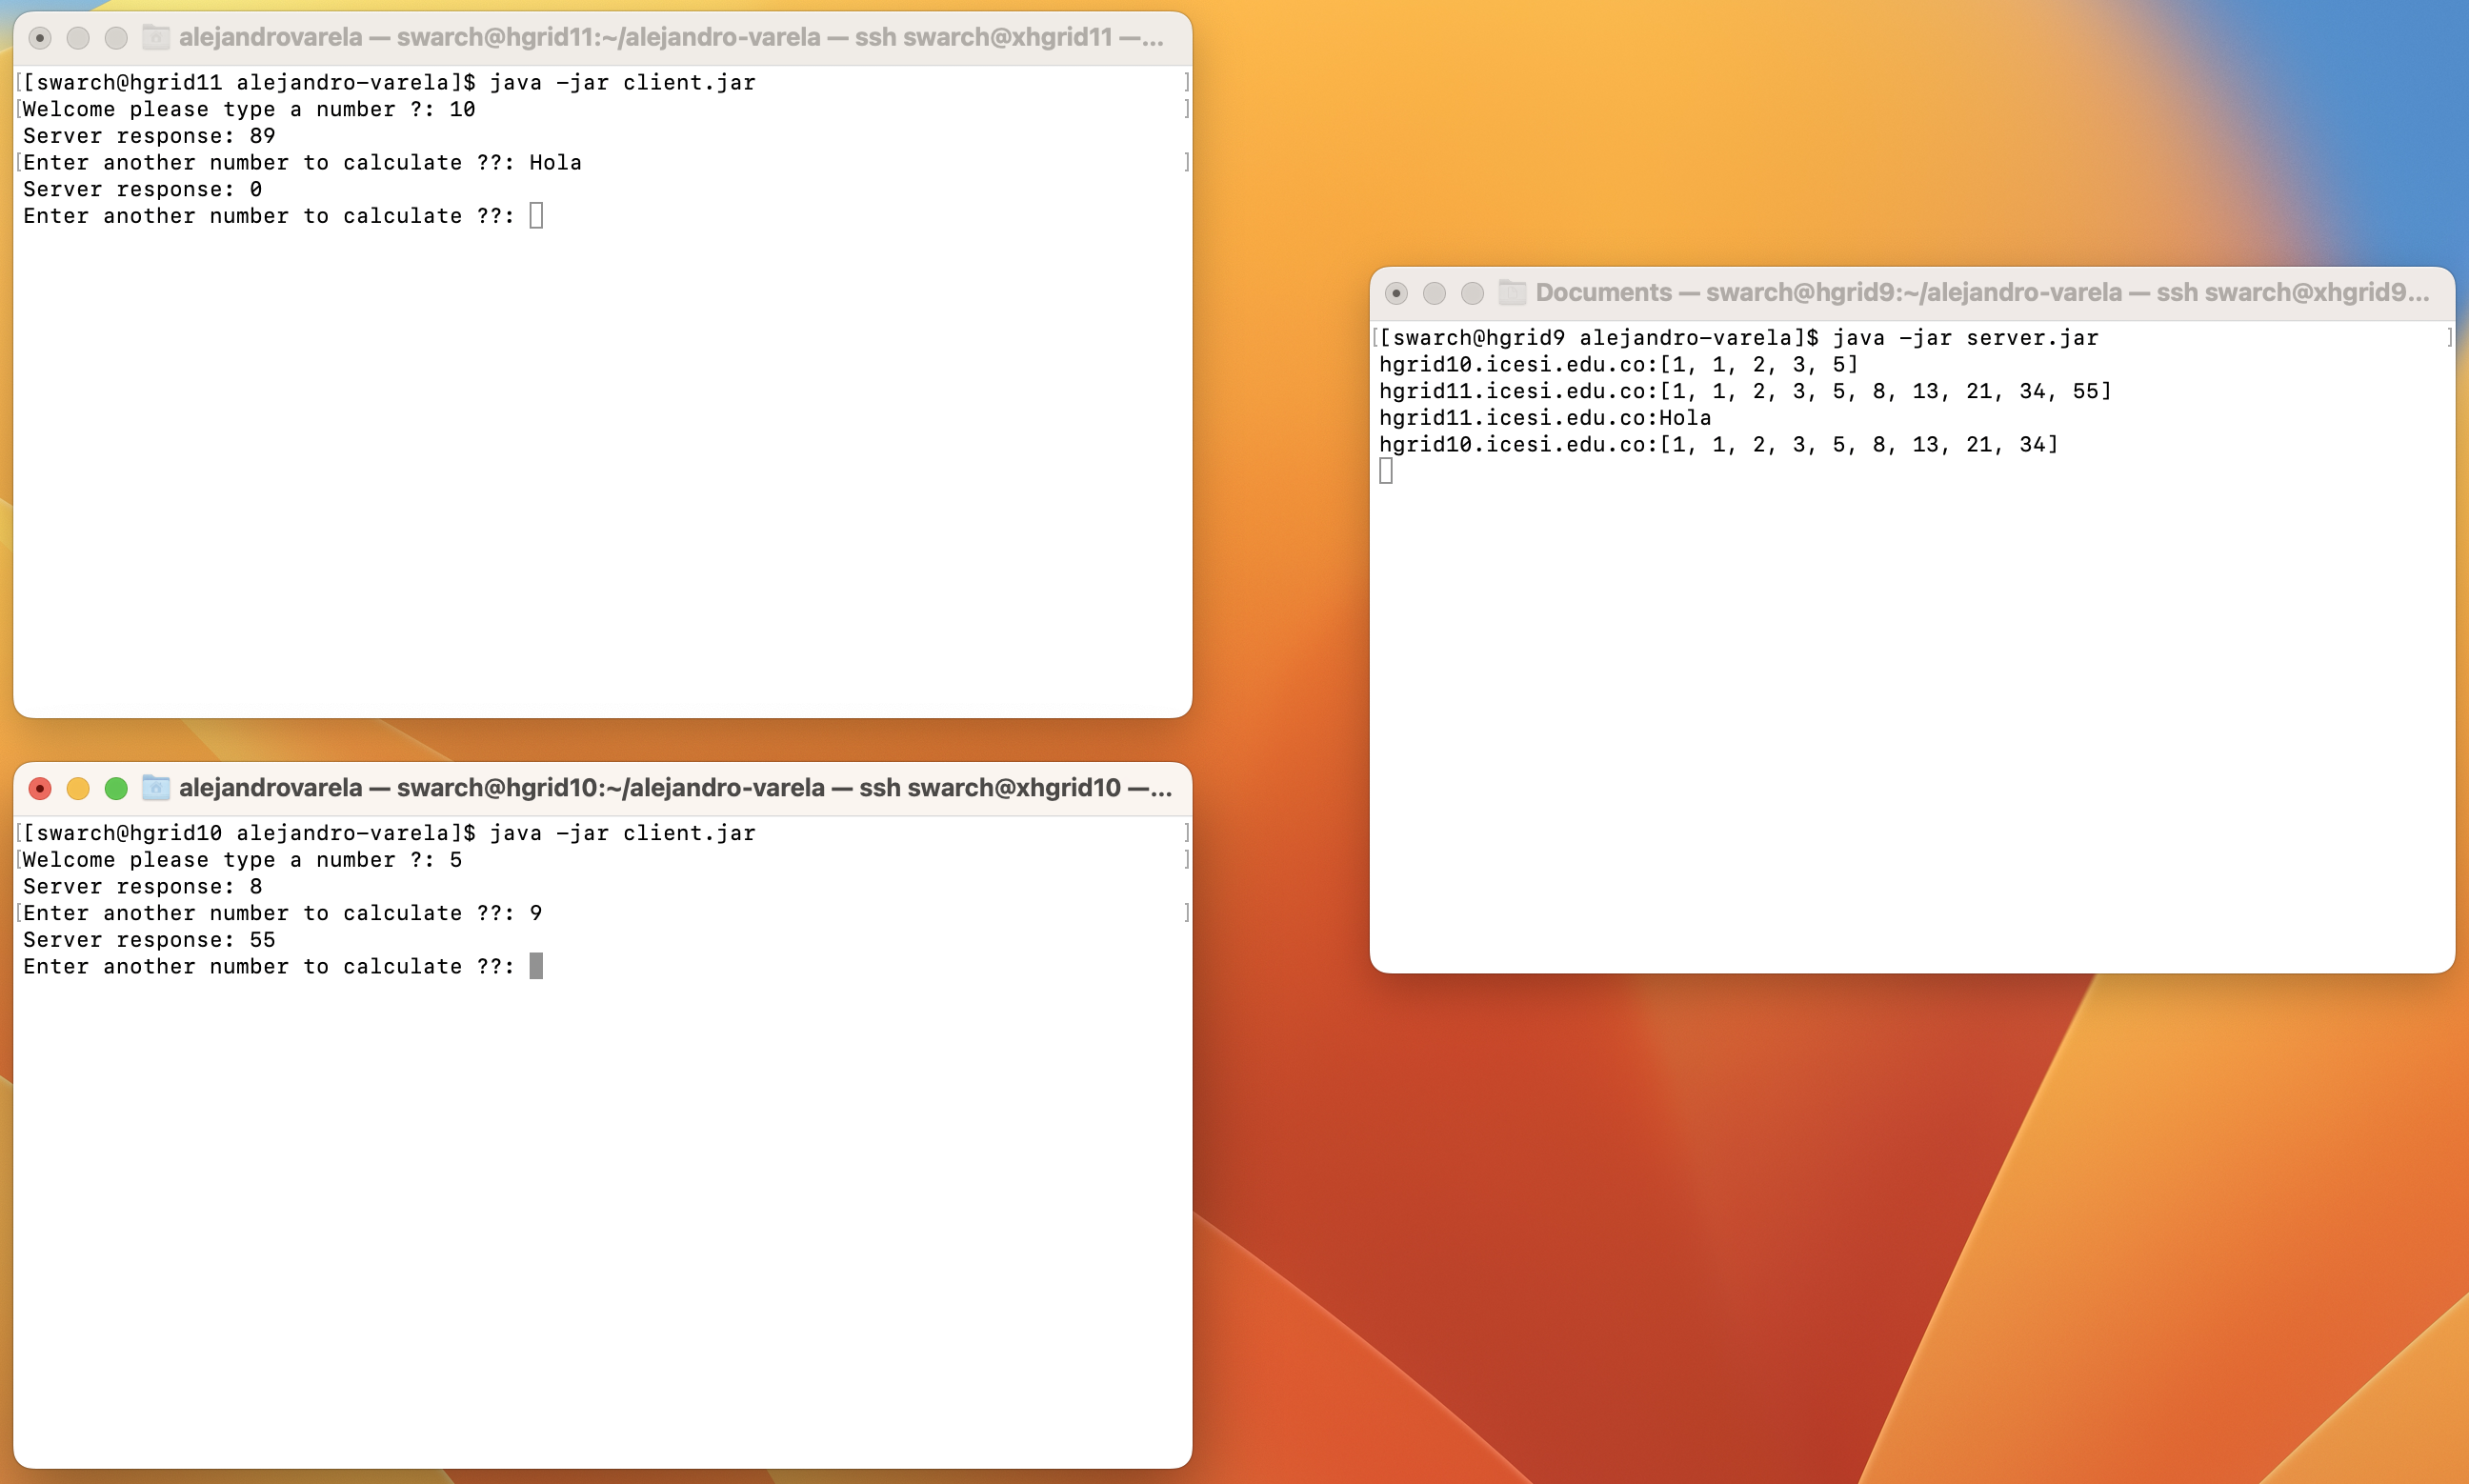 alejandrovarela — swarch@hgrid11:~/alejandro-varela — ssh swarch@xhgrid11 —...
[[swarch@hgrid11 alejandro-varela]$ java -jar client.jar ]
[Welcome please type a number ?: 10 ]
Server response: 89
[Enter another number to calculate ??: Hola ]
Server response: 0
Enter another number to calculate ??:
alejandrovarela — swarch@hgrid10:~/alejandro-varela — ssh swarch@xhgrid10 —...
[[swarch@hgrid10 alejandro-varela]$ java -jar client.jar ]
[Welcome please type a number ?: 5 ]
Server response: 8
[Enter another number to calculate ??: 9 ]
Server response: 55
Enter another number to calculate ??:
Documents — swarch@hgrid9:~/alejandro-varela — ssh swarch@xhgrid9...
[[swarch@hgrid9 alejandro-varela]$ java -jar server.jar ]
hgrid10.icesi.edu.co:[1, 1, 2, 3, 5]
hgrid11.icesi.edu.co:[1, 1, 2, 3, 5, 8, 13, 21, 34, 55]
hgrid11.icesi.edu.co:Hola
hgrid10.icesi.edu.co:[1, 1, 2, 3, 5, 8, 13, 21, 34]